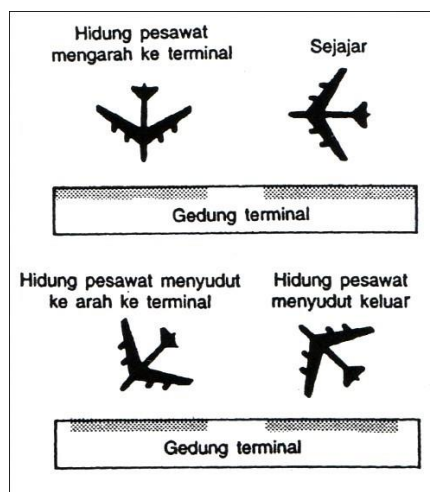 Hidung pesawat
mengarah ke terminal
Sejajar
Gedung terminal
Hidung pesawat menyudut
ke arah ke terminal
Hidung pesawat
menyudut keluar
Gedung terminal